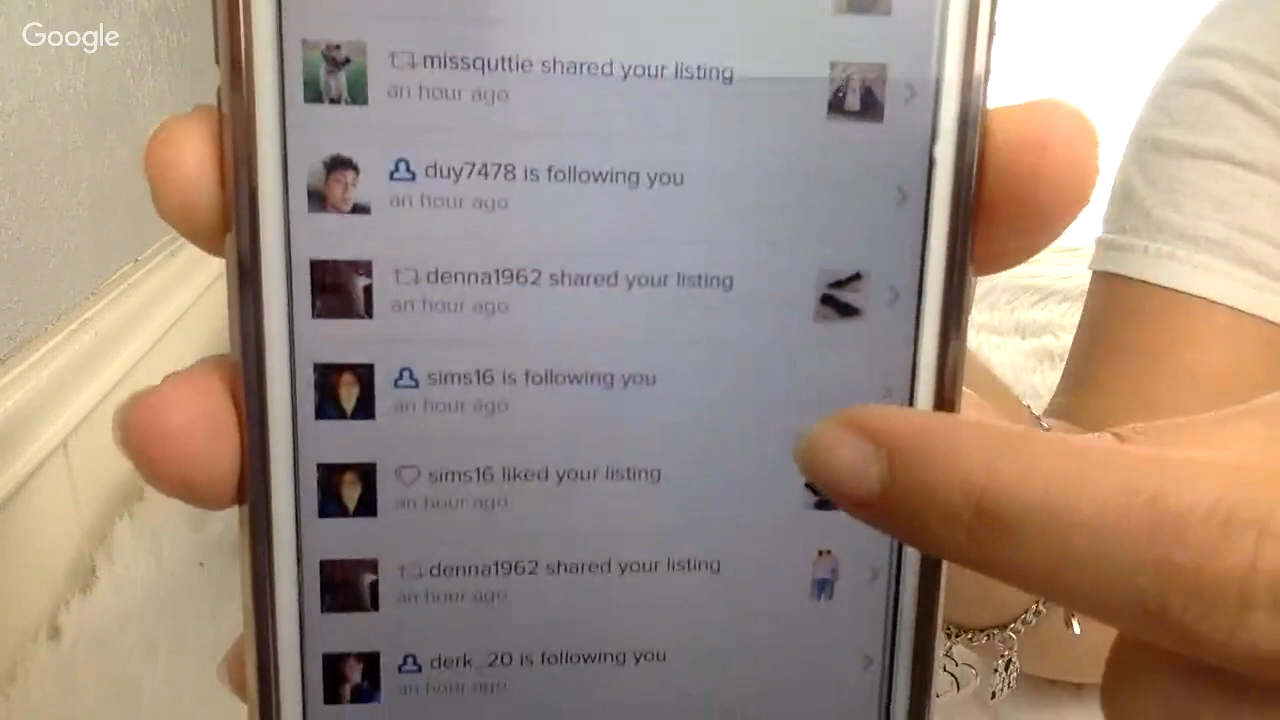 Google
missquttie shared your listing
an hour ago
duy7478 is following you
an hour ago
denna1962 shared your listing
an hour ago
sims16 is following you
an hour ago
sims16 liked your listing
an hour ago
denna1962 shared your listing
an hour ago
derk_20 is following you
an hour ago